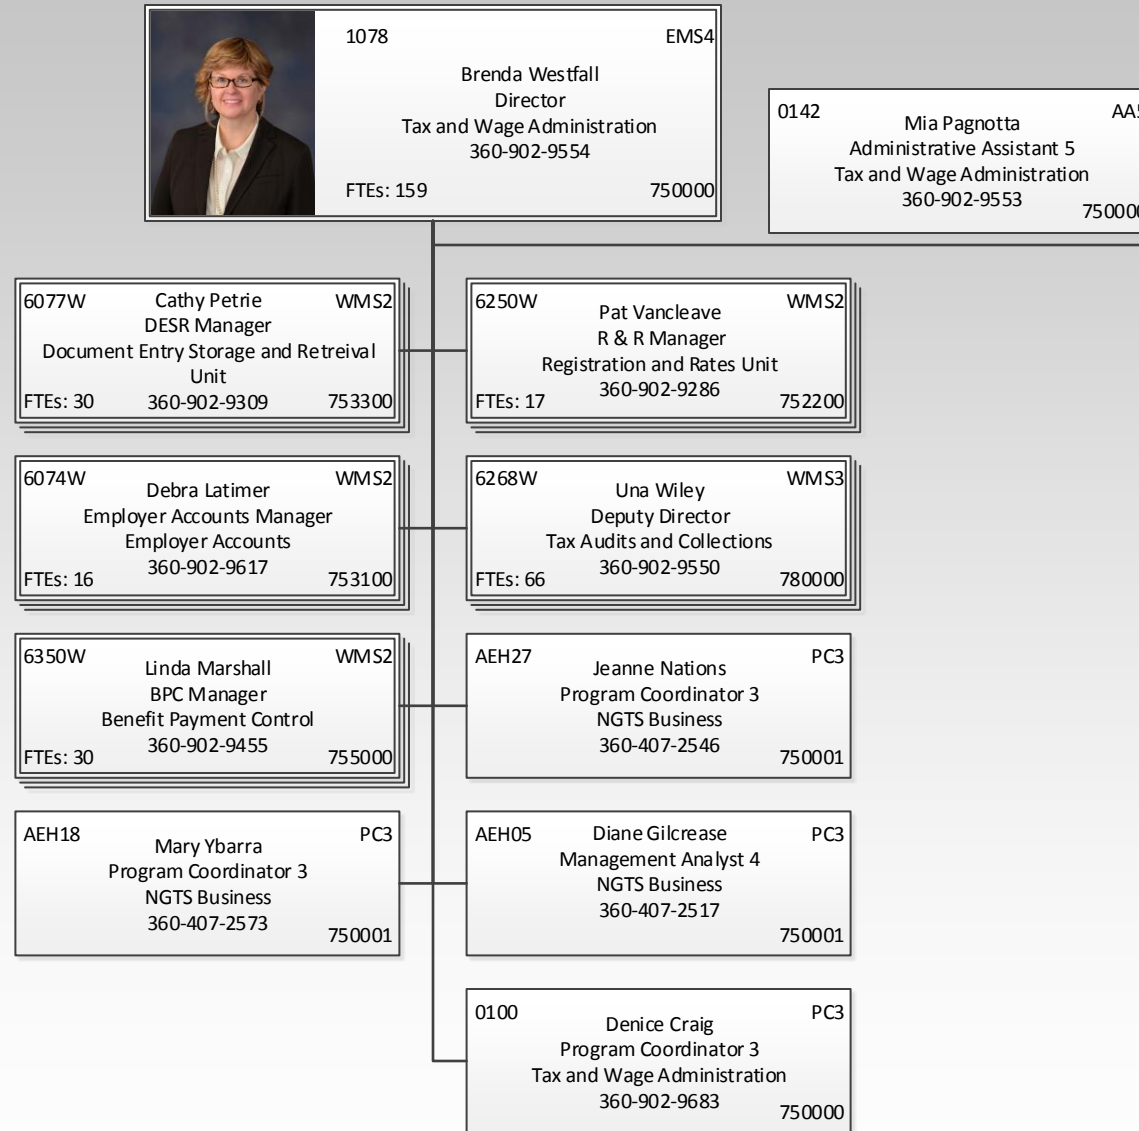 1078 EMS4
Brenda Westfall
Director
Tax and Wage Administration
360-902-9554
FTEs: 159 750000
0142
Mia Pagnotta
Administrative Assistant 5
Tax and Wage Administration
360-902-9553
6077W Cathy Petrie WMS2
DESR Manager
Document Entry Storage and Retreival
Unit
FTEs: 30 360-902-9309 753300
6250W WMS2
Pat Vancleave
R & R Manager
Registration and Rates Unit
360-902-9286
FTEs: 17 752200
6074W WMS2
Debra Latimer
Employer Accounts Manager
Employer Accounts
360-902-9617
FTEs: 16 753100
6268W WMS3
Una Wiley
Deputy Director
Tax Audits and Collections
360-902-9550
FTEs: 66 780000
6350W WMS2
Linda Marshall
BPC Manager
Benefit Payment Control
360-902-9455
FTEs: 30 755000
AEH27 PC3
Jeanne Nations
Program Coordinator 3
NGTS Business
360-407-2546
750001
AEH18 PC3
Mary Ybarra
Program Coordinator 3
NGTS Business
360-407-2573
750001
AEH05 Diane Gilcrease PC3
Management Analyst 4
NGTS Business
360-407-2517
750001
0100 PC3
Denice Craig
Program Coordinator 3
Tax and Wage Administration
360-902-9683
750000